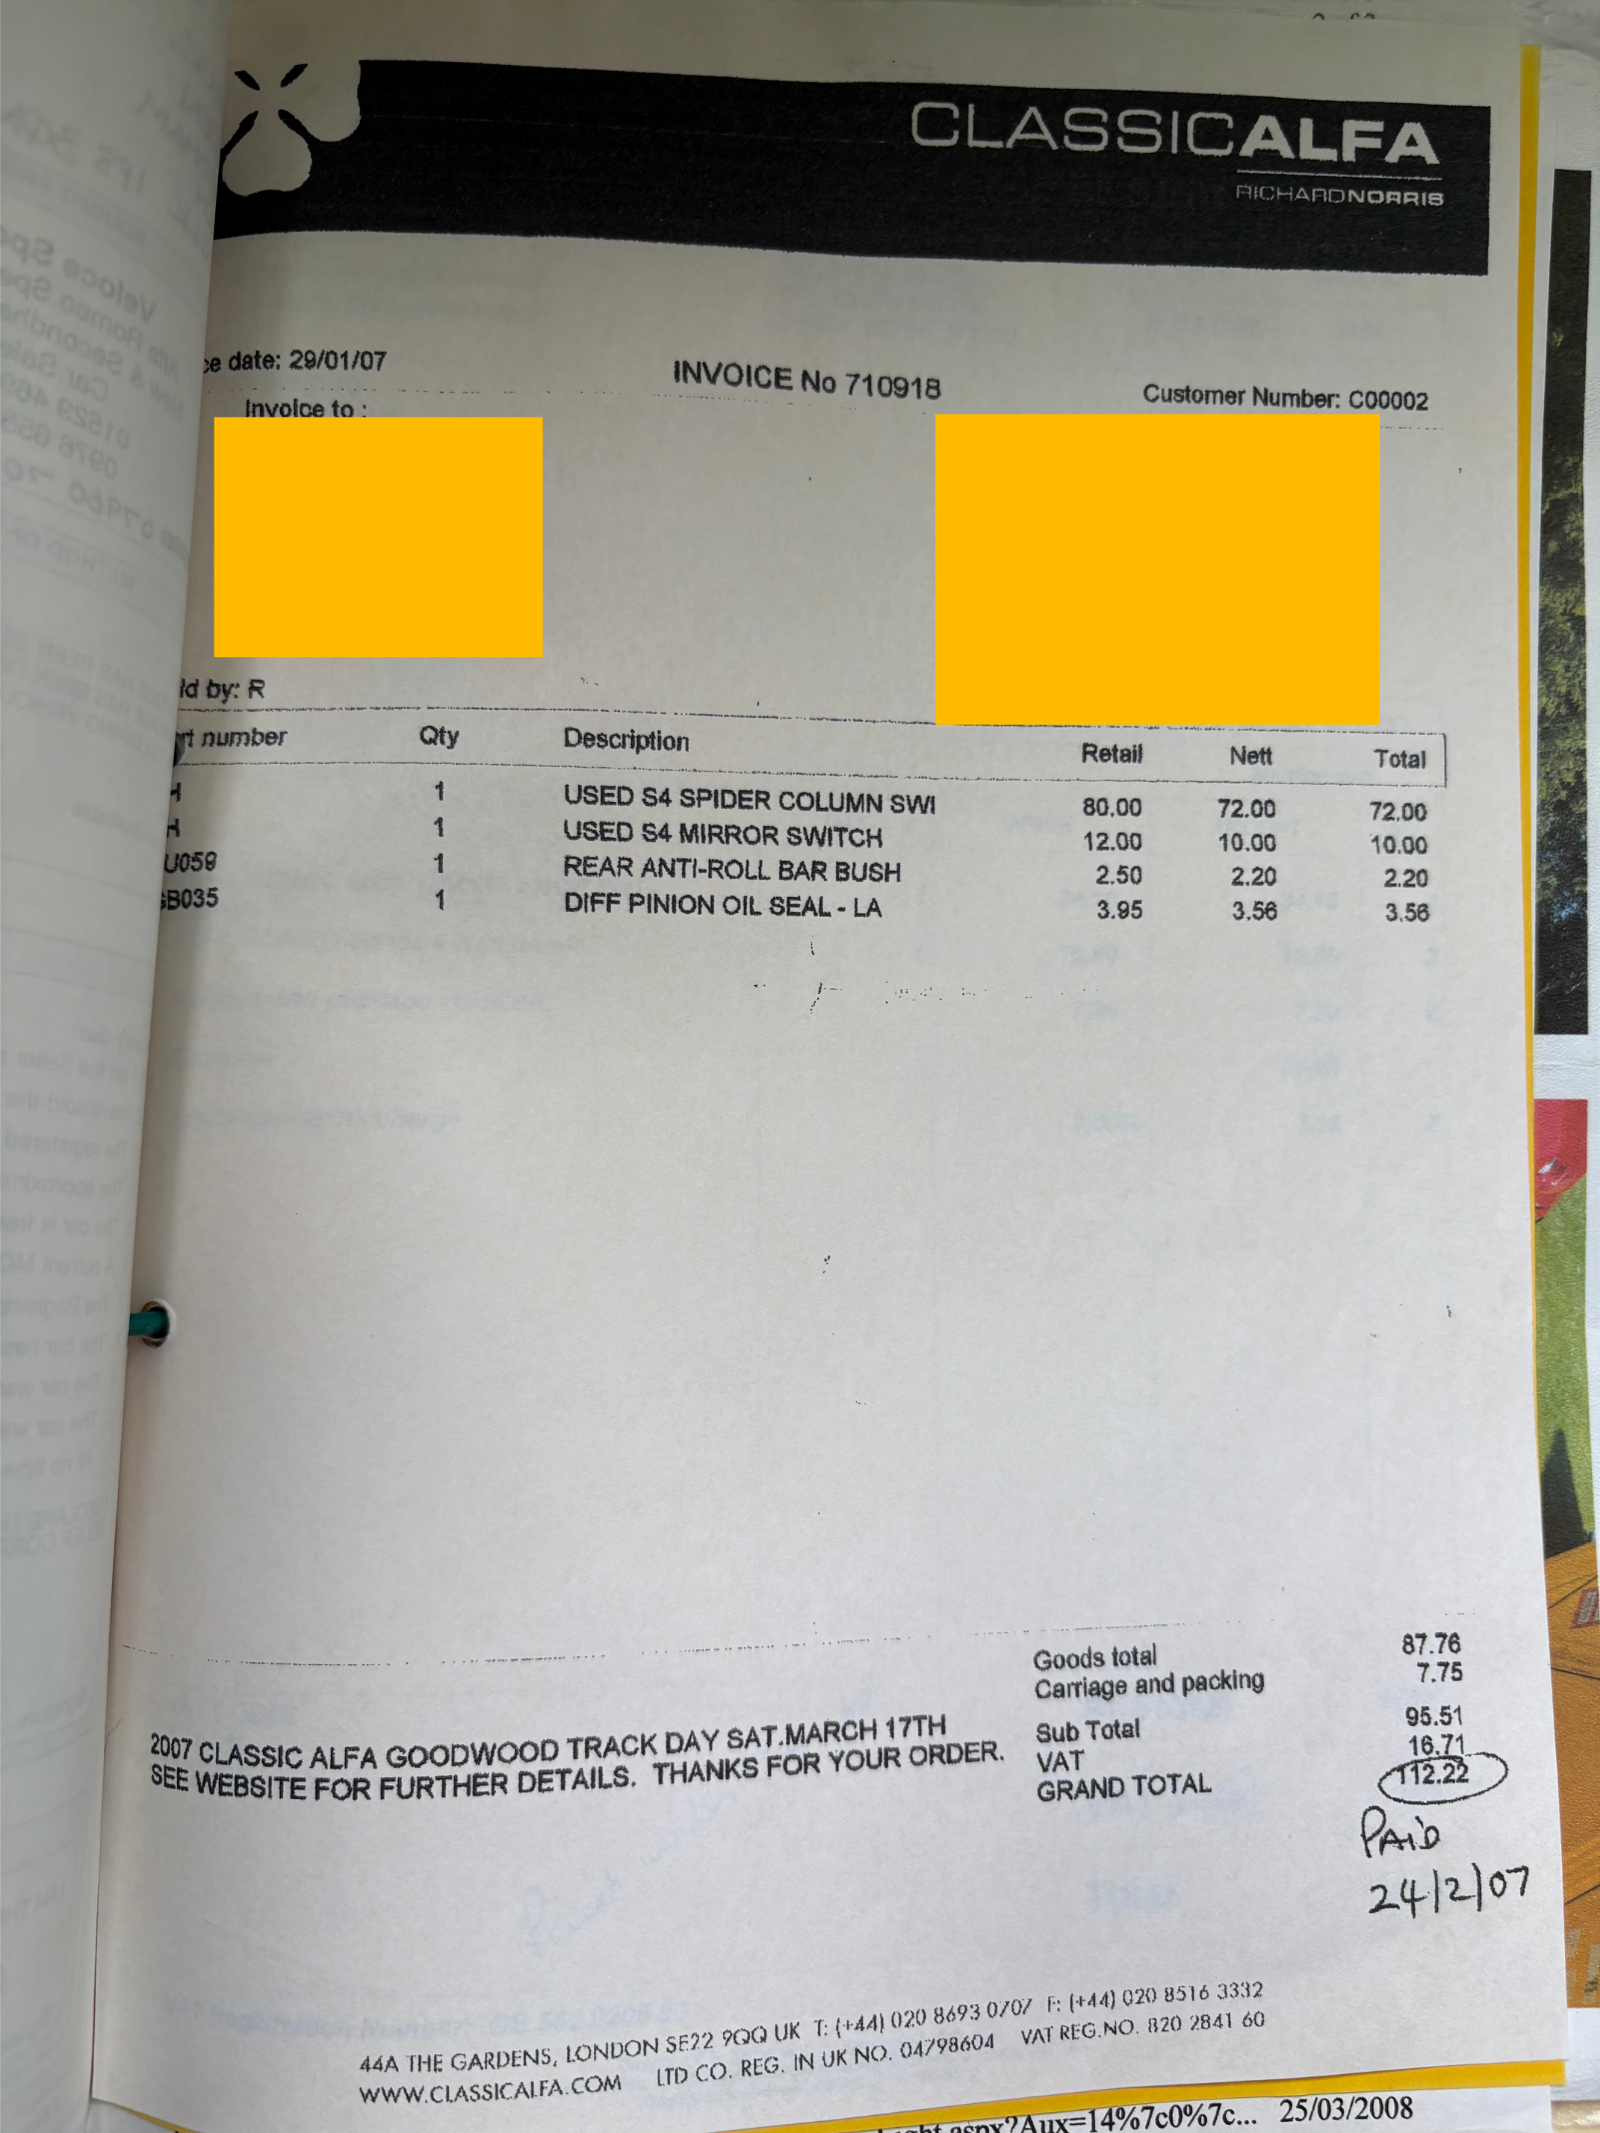 CLASSICALFA
RICHARDNORRIS
ce date: 29/01/07
INVOICE No 710918
Customer Number: C00002
Invoice to :
ld by: R
rt number Qty Description Retail Nett Total
H 1 USED S4 SPIDER COLUMN SWI 80.00 72.00 72.00
H 1 USED S4 MIRROR SWITCH 12.00 10.00 10.00
U059 1 REAR ANTI-ROLL BAR BUSH 2.50 2.20 2.20
GB035 1 DIFF PINION OIL SEAL - LA 3.95 3.56 3.56
Goods total 87.76
Carriage and packing 7.75
Sub Total 95.51
VAT 16.71
GRAND TOTAL 112.22
2007 CLASSIC ALFA GOODWOOD TRACK DAY SAT.MARCH 17TH
SEE WEBSITE FOR FURTHER DETAILS. THANKS FOR YOUR ORDER.
PAID
24/2/07
44A THE GARDENS, LONDON SE22 9QQ UK T: (+44) 020 8693 0707 F: (+44) 020 8516 3332
WWW.CLASSICALFA.COM LTD CO. REG. IN UK NO. 04798604 VAT REG.NO. 820 2841 60
.aspx?Aux=14%7c0%7c... 25/03/2008